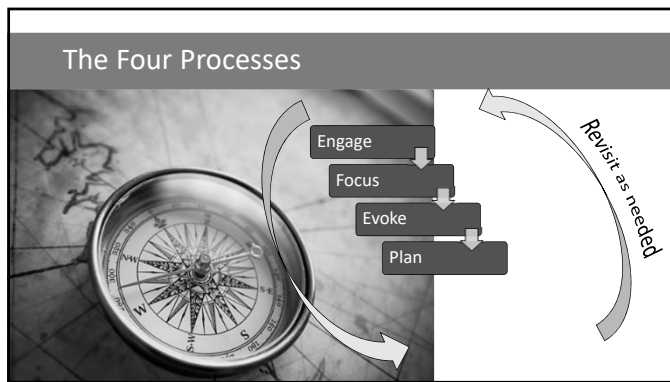 The Four Processes
Engage
Focus
Evoke
Plan
Revisit as needed
N-W
W
S-W
S
S-E